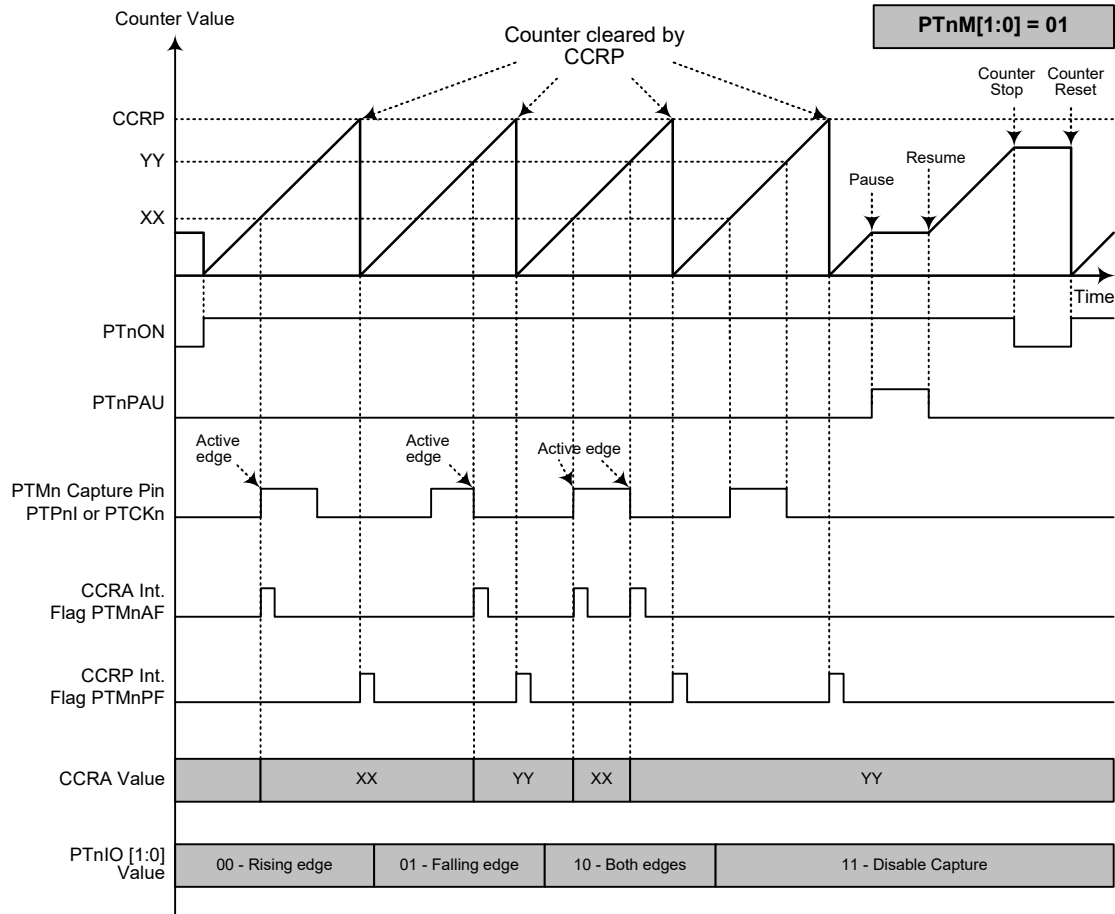 Counter Value
PTnM[1:0] = 01
Counter cleared by
CCRP
Counter
Stop
Counter
Reset
CCRP
YY
XX
Pause
Resume
Time
PTnON
PTnPAU
Active
edge
Active
edge
Active edge
PTMn Capture Pin
PTPnI or PTCKn
CCRA Int.
Flag PTMnAF
CCRP Int.
Flag PTMnPF
CCRA Value
XX
YY
XX
YY
PTnIO [1:0]
Value
00 - Rising edge
01 - Falling edge
10 - Both edges
11 - Disable Capture